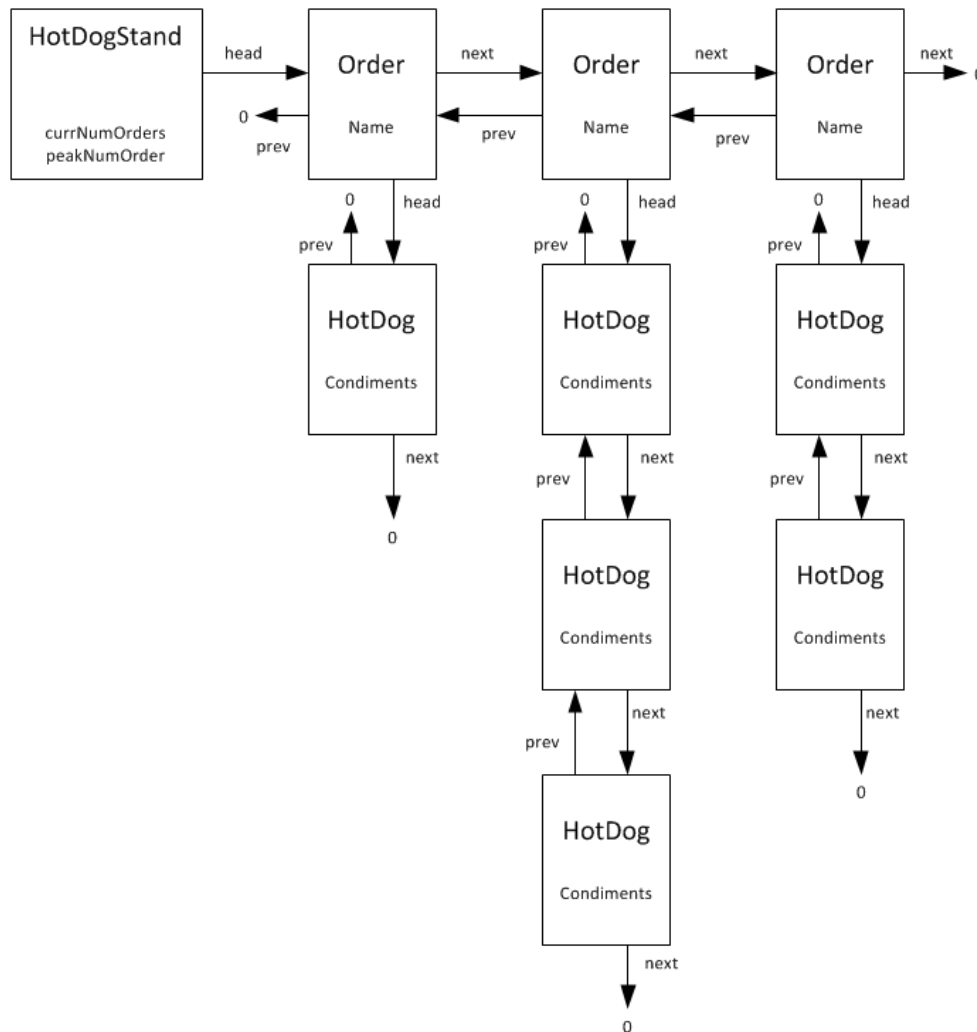 HotDogStand
currNumOrders
peakNumOrder
head
0
prev
Order
Name
next
prev
Order
Name
next
prev
Order
Name
next
0
0
prev
head
0
prev
head
0
prev
head
HotDog
Condiments
HotDog
Condiments
HotDog
Condiments
next
0
prev
next
prev
next
HotDog
Condiments
HotDog
Condiments
prev
next
next
0
HotDog
Condiments
next
0